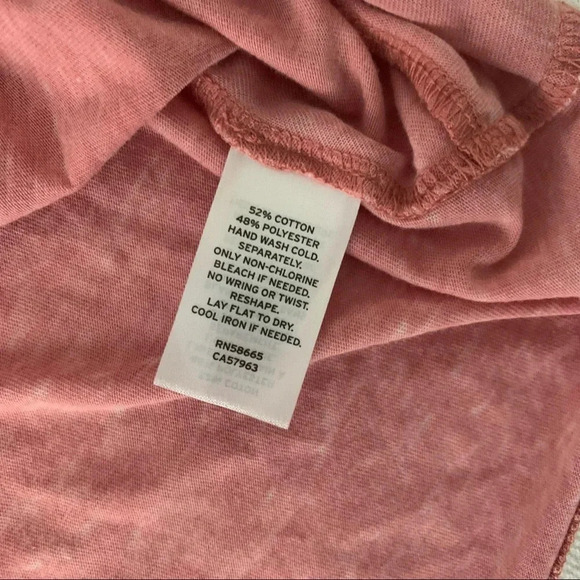 52% COTTON
48% POLYESTER
HAND WASH COLD.
SEPARATELY.
ONLY NON-CHLORINE
BLEACH IF NEEDED.
NO WRING OR TWIST.
RESHAPE.
LAY FLAT TO DRY.
COOL IRON IF NEEDED.
RN58665
CA57963